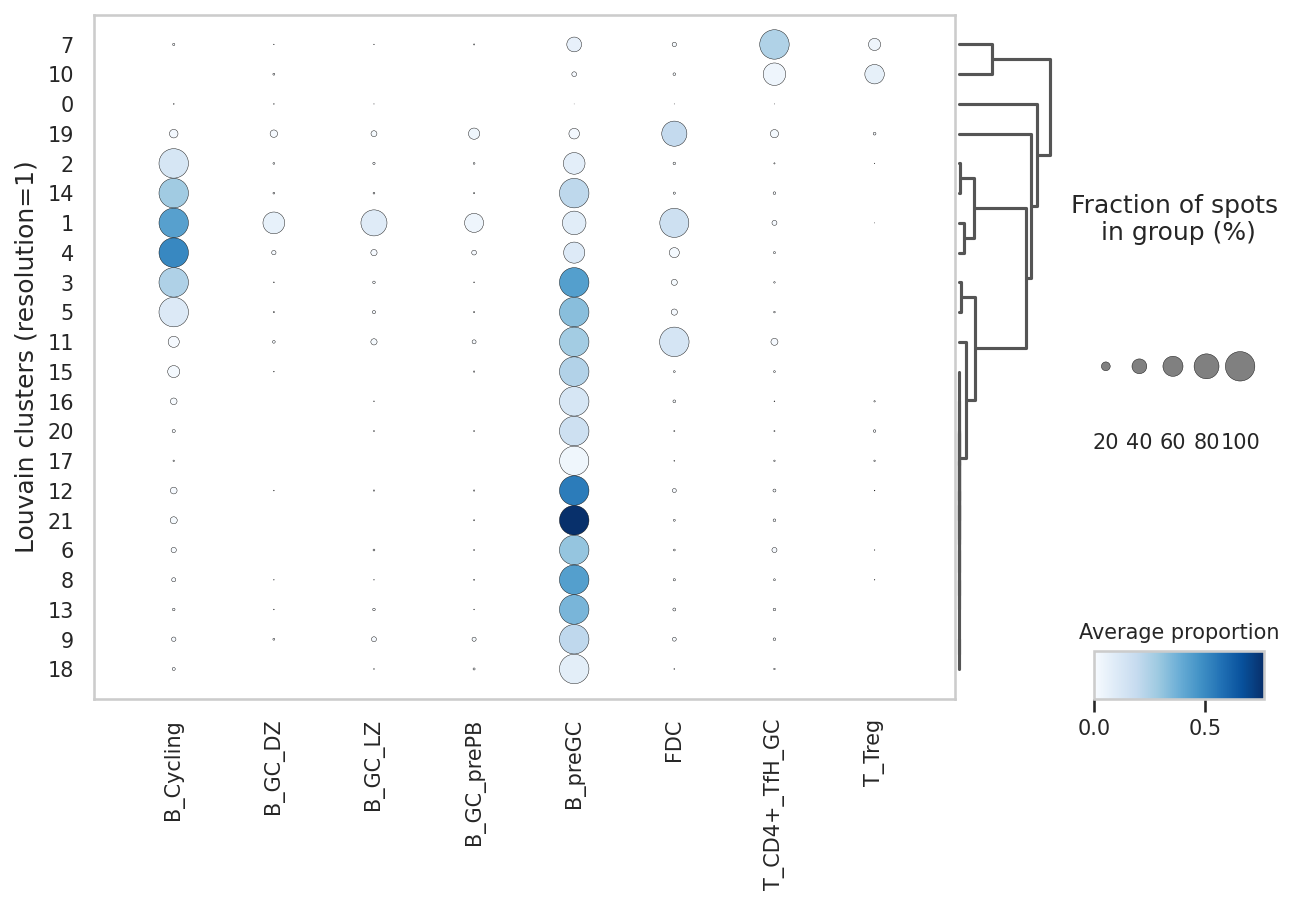 Louvain clusters (resolution=1)
7
10
0
19
2
14
1
4
3
5
11
15
16
20
17
12
21
6
8
13
9
18
B_Cycling
B_GC_DZ
B_GC_LZ
B_GC_prePB
B_preGC
FDC
T_CD4+_TfH_GC
T_Treg
Fraction of spots
in group (%)
20 40 60 80 100
Average proportion
0.0 0.5